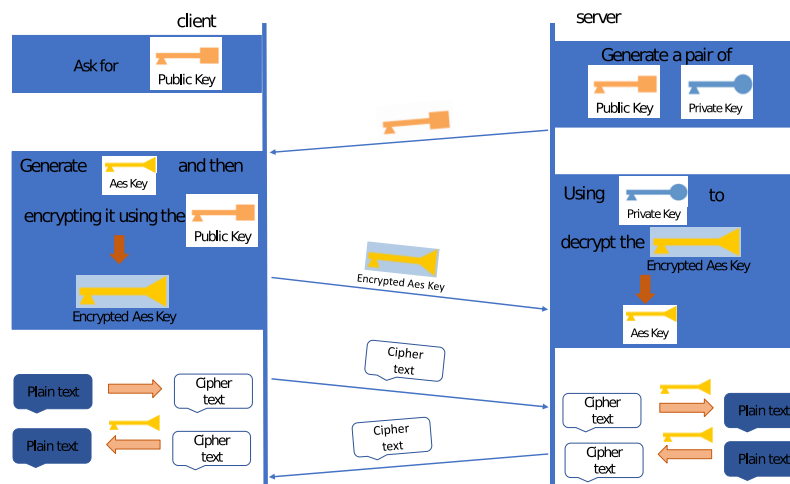 client
server
Ask for
Public Key
Generate a pair of
Public Key
Private Key
Generate
Aes Key
and then
encrypting it using the
Public Key
Encrypted Aes Key
Encrypted Aes Key
Using
Private Key
to
decrypt the
Encrypted Aes Key
Aes Key
Plain text
Cipher
text
Cipher
text
Cipher
text
Plain text
Plain text
Cipher
text
Cipher
text
Cipher
text
Plain text